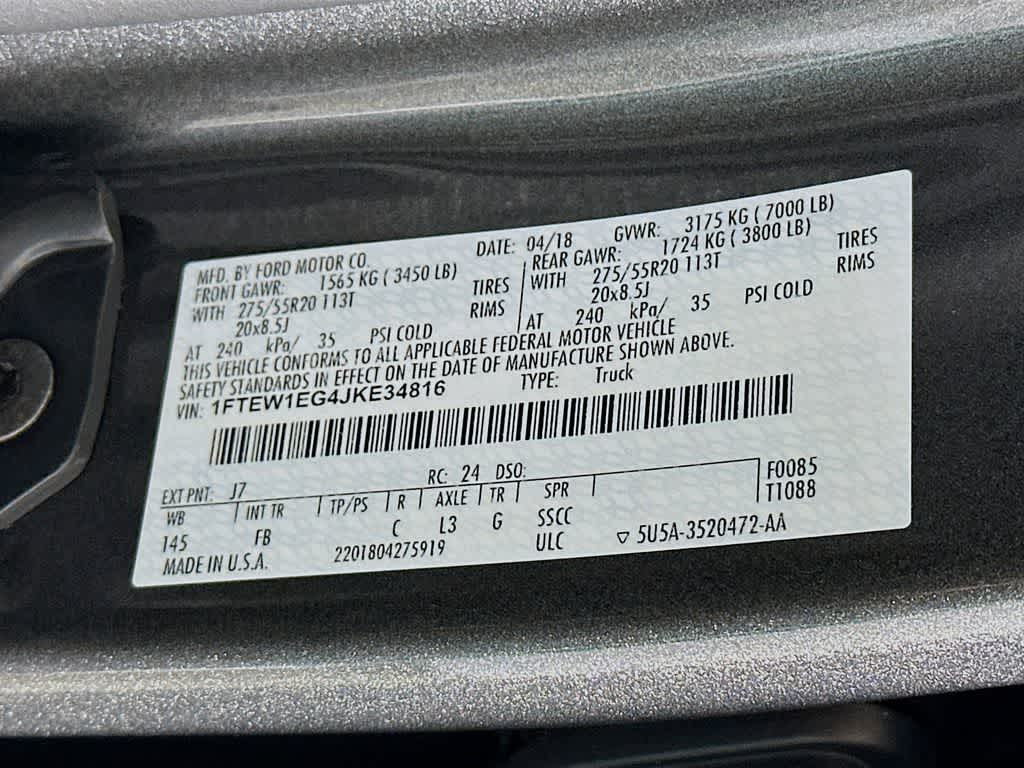 MFD. BY FORD MOTOR CO. DATE: 04/18 GVWR: 3175 KG ( 7000 LB)
FRONT GAWR: 1565 KG ( 3450 LB) REAR GAWR: 1724 KG ( 3800 LB)
WITH 275/55R20 113T TIRES WITH 275/55R20 113T TIRES
20x8.5J RIMS 20x8.5J RIMS
AT 240 kPa/ 35 PSI COLD AT 240 kPa/ 35 PSI COLD
THIS VEHICLE CONFORMS TO ALL APPLICABLE FEDERAL MOTOR VEHICLE
SAFETY STANDARDS IN EFFECT ON THE DATE OF MANUFACTURE SHOWN ABOVE.
VIN: 1FTEW1EG4JKE34816 TYPE: Truck
EXT PNT: J7 RC: 24 DSO: F0085
WB INT TR TP/PS R AXLE TR SPR T1088
145 FB C L3 G SSCC
MADE IN U.S.A. 2201804275919 ULC ▽ 5U5A-3520472-AA